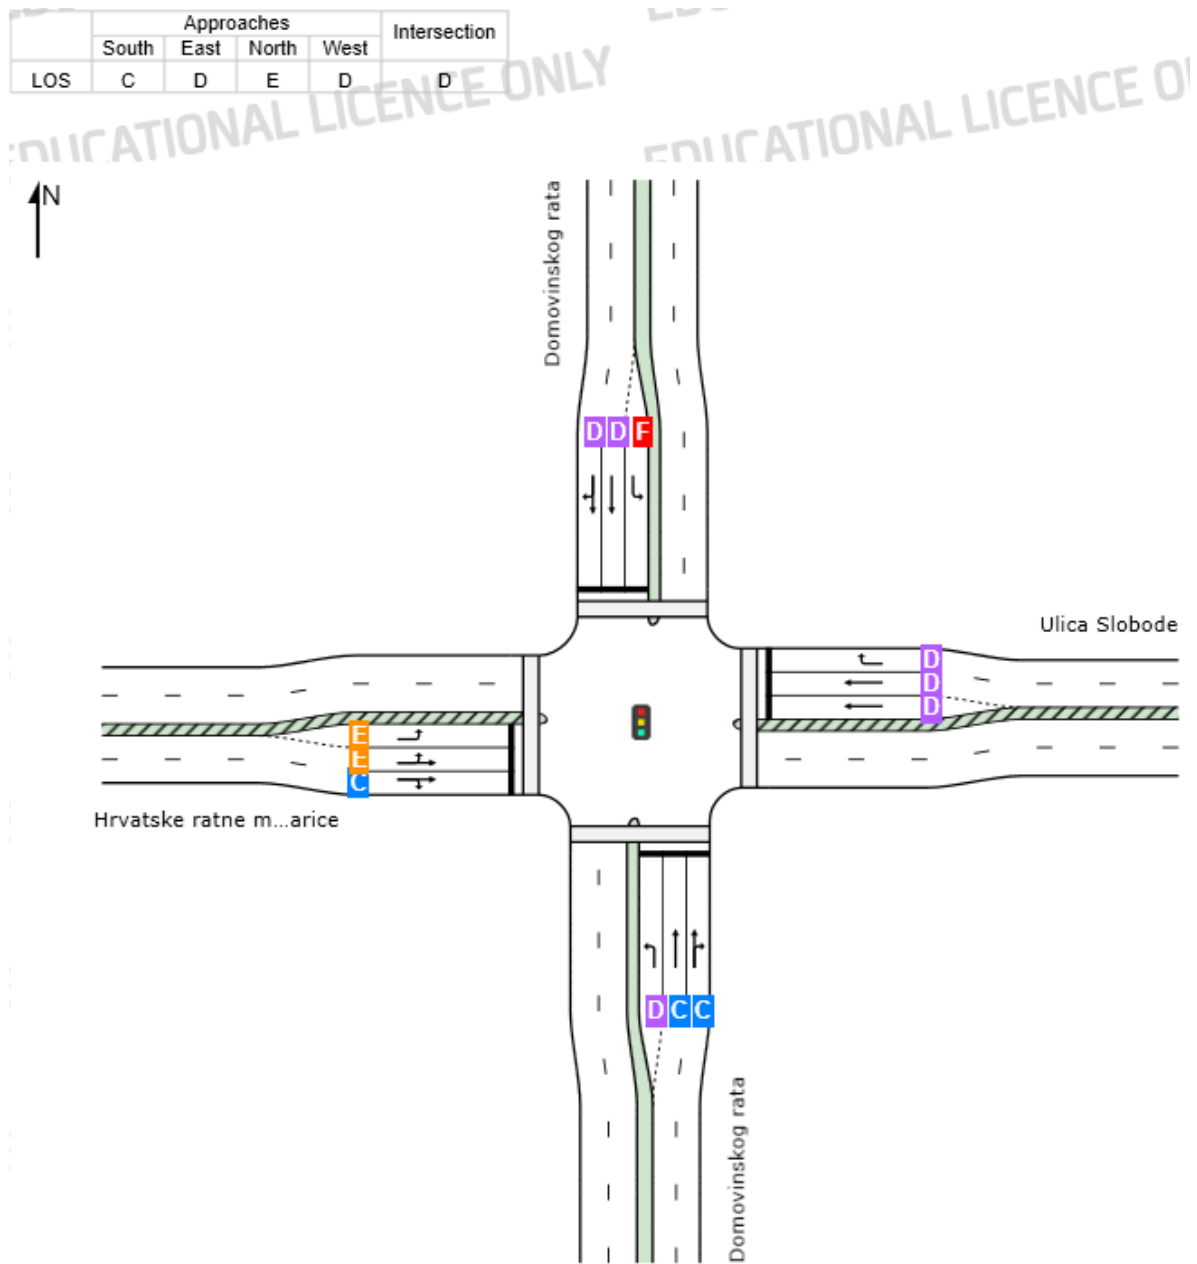 Approaches
Intersection
South East North West
LOS C D E D D
EDUCATIONAL LICENCE ONLY
EDUCATIONAL LICENCE O
N
Domovinskog rata
D D F
Ulica Slobode
D
D
D
E
E
C
Hrvatske ratne m...arice
D C C
Domovinskog rata